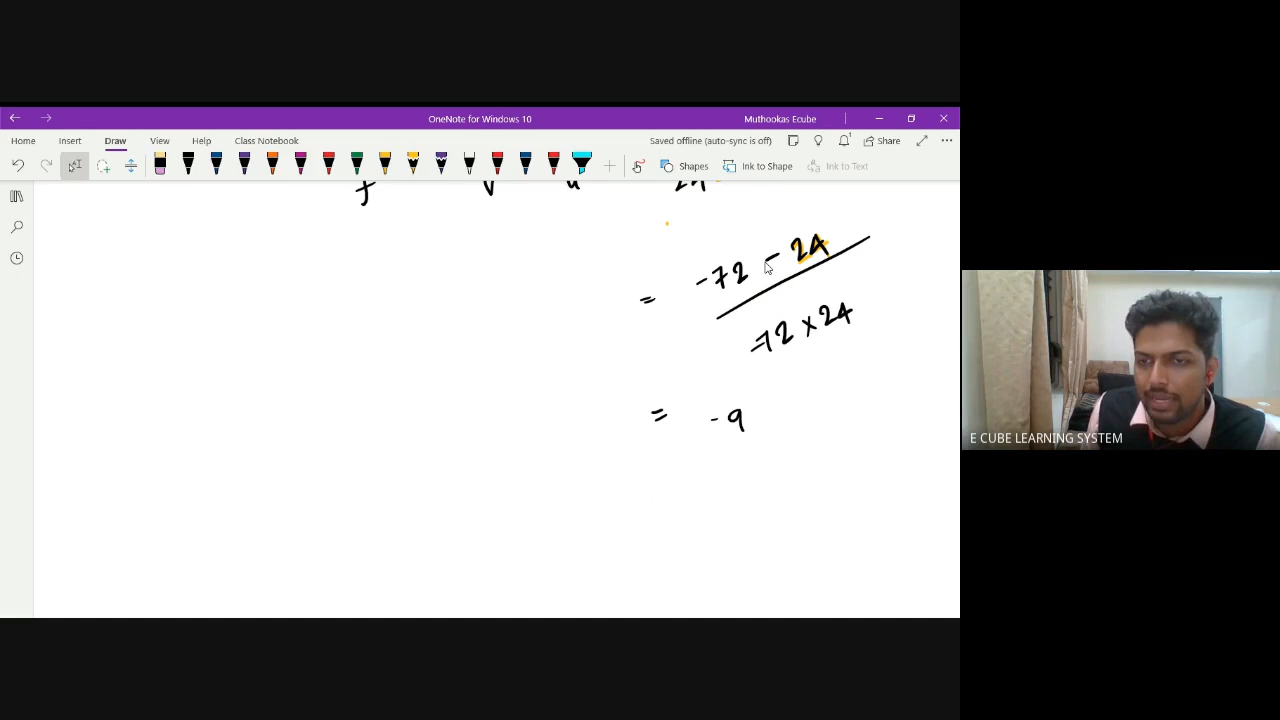 OneNote for Windows 10
Muthookas Ecube
Home Insert Draw View Help Class Notebook
Saved offline (auto-sync is off)
Share
Shapes
Ink to Shape
Ink to Text
f v u 24
-72 - 24
=
-72 x 24
= -9
E CUBE LEARNING SYSTEM